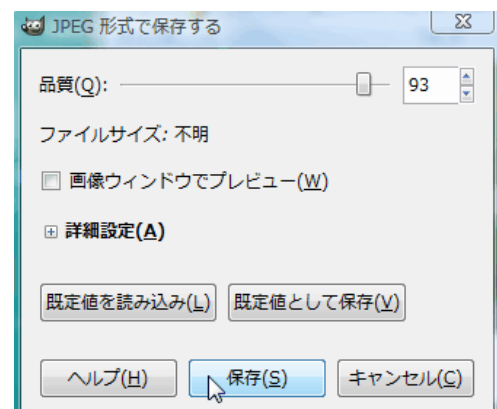 JPEG 形式で保存する
品質(Q): 93
ファイルサイズ: 不明
画像ウィンドウでプレビュー(W)
詳細設定(A)
既定値を読み込み(L) 既定値として保存(V)
ヘルプ(H) 保存(S) キャンセル(C)